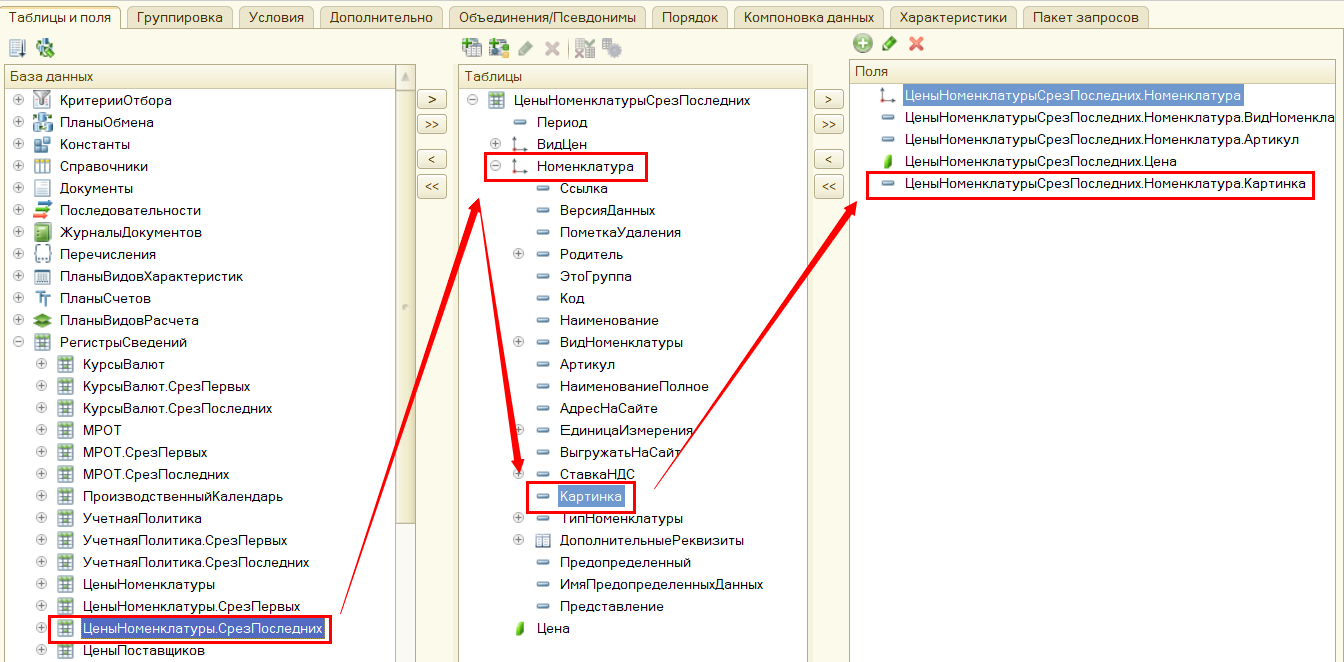 Таблицы и поля
Группировка
Условия
Дополнительно
Объединения/Псевдонимы
Порядок
Компоновка данных
Характеристики
Пакет запросов
База данных
КритерииОтбора
ПланыОбмена
Константы
Справочники
Документы
Последовательности
ЖурналыДокументов
Перечисления
ПланыВидовХарактеристик
ПланыСчетов
ПланыВидовРасчета
РегистрыСведений
КурсыВалют
КурсыВалют.СрезПервых
КурсыВалют.СрезПоследних
МРОТ
МРОТ.СрезПервых
МРОТ.СрезПоследних
ПроизводственныйКалендарь
УчетнаяПолитика
УчетнаяПолитика.СрезПервых
УчетнаяПолитика.СрезПоследних
ЦеныНоменклатуры
ЦеныНоменклатуры.СрезПервых
ЦеныНоменклатуры.СрезПоследних
ЦеныПоставщиков
>
>>
<
<<
Таблицы
ЦеныНоменклатурыСрезПоследних
Период
ВидЦен
Номенклатура
Ссылка
ВерсияДанных
ПометкаУдаления
Родитель
ЭтоГруппа
Код
Наименование
ВидНоменклатуры
Артикул
НаименованиеПолное
АдресНаСайте
ЕдиницаИзмерения
ВыгружатьНаСайт
СтавкаНДС
Картинка
ТипНоменклатуры
ДополнительныеРеквизиты
Предопределенный
ИмяПредопределенныхДанных
Представление
Цена
>
>>
<
<<
Поля
ЦеныНоменклатурыСрезПоследних.Номенклатура
ЦеныНоменклатурыСрезПоследних.Номенклатура.ВидНоменкла
ЦеныНоменклатурыСрезПоследних.Номенклатура.Артикул
ЦеныНоменклатурыСрезПоследних.Цена
ЦеныНоменклатурыСрезПоследних.Номенклатура.Картинка